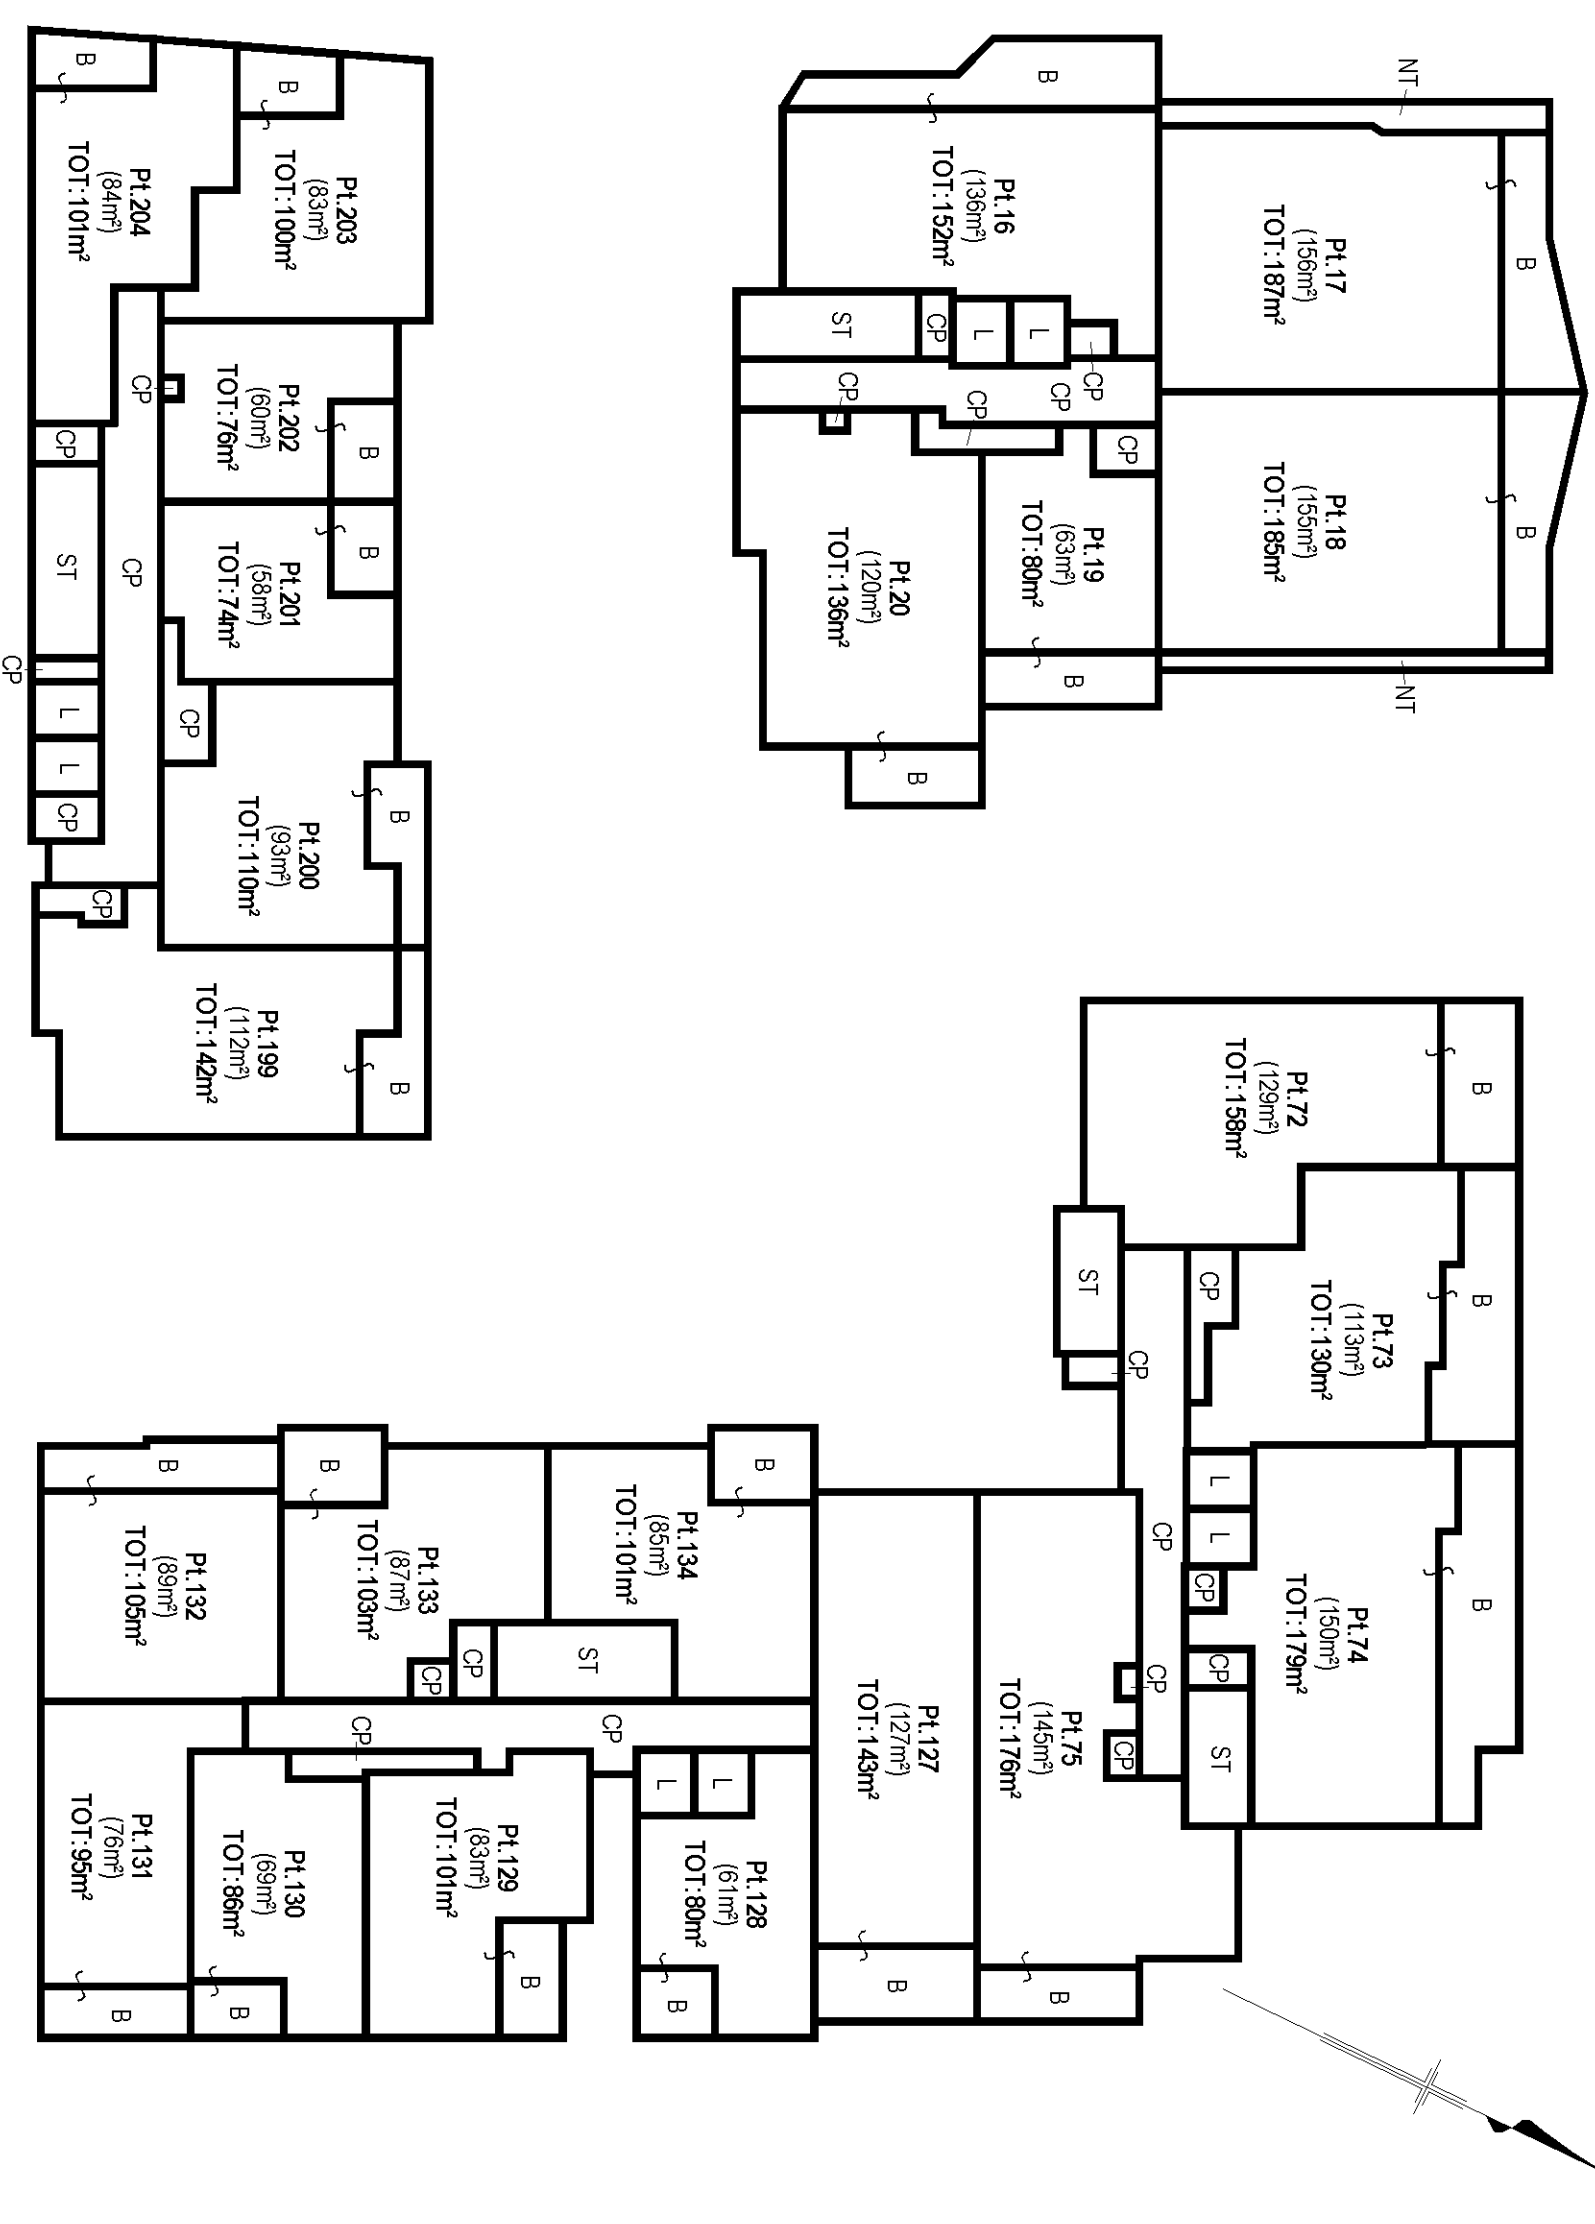 B
Pt.204
(84m²)
TOT:101m²
B
Pt.203
(83m²)
TOT:100m²
CP
Pt.202
(60m²)
TOT:76m²
B
CP
ST
CP
Pt.201
(58m²)
TOT:74m²
B
CP
L
L
CP
CP
Pt.200
(93m²)
TOT:110m²
B
CP
Pt.199
(112m²)
TOT:142m²
B
B
Pt.16
(136m²)
TOT:152m²
NT
Pt.17
(156m²)
TOT:187m²
B
ST
CP
L
L
CP
CP
CP
CP
CP
Pt.18
(155m²)
TOT:185m²
B
NT
Pt.19
(63m²)
TOT:80m²
B
Pt.20
(120m²)
TOT:136m²
B
Pt.72
(129m²)
TOT:158m²
B
ST
CP
CP
Pt.73
(113m²)
TOT:130m²
B
L
L
CP
CP
CP
ST
Pt.74
(150m²)
TOT:179m²
B
CP
CP
Pt.75
(145m²)
TOT:176m²
B
Pt.127
(127m²)
TOT:143m²
B
B
Pt.134
(85m²)
TOT:101m²
B
Pt.133
(87m²)
TOT:103m²
B
Pt.132
(89m²)
TOT:105m²
ST
CP
CP
CP
CP
L
L
Pt.128
(61m²)
TOT:80m²
B
Pt.129
(83m²)
TOT:101m²
B
Pt.130
(69m²)
TOT:86m²
B
Pt.131
(76m²)
TOT:95m²
B